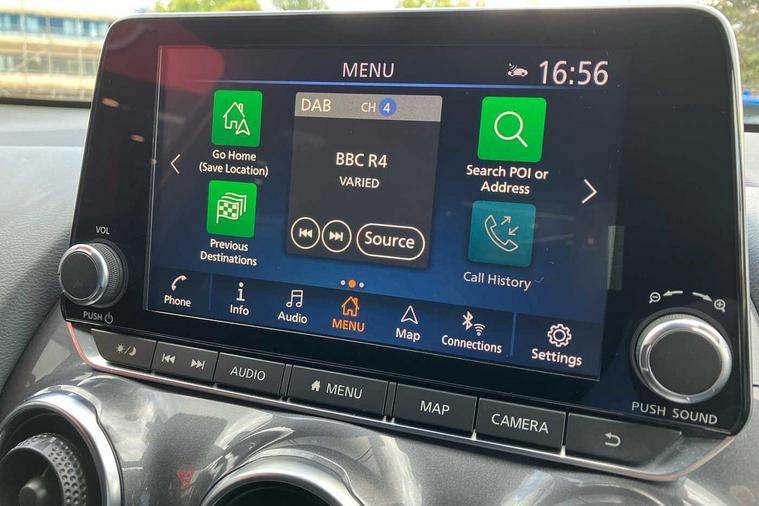 MENU
16:56
DAB CH 4
BBC R4
VARIED
Source
Go Home
(Save Location)
Previous
Destinations
Search POI or
Address
Call History
Phone
Info
Audio
MENU
Map
Connections
Settings
VOL
PUSH
AUDIO
MENU
MAP
CAMERA
PUSH SOUND